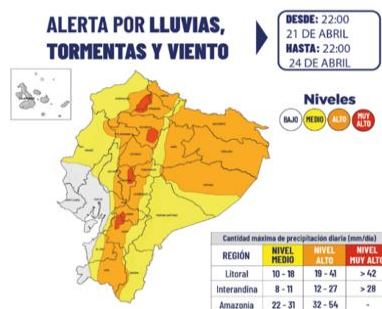 ALERTA POR LLUVIAS,
TORMENTAS Y VIENTO
DESDE: 22:00
21 DE ABRIL
HASTA: 22:00
24 DE ABRIL
Niveles
BAJO MEDIO ALTO MUY ALTO
Cantidad máxima de precipitación diaria (mm/día)
REGIÓN NIVEL MEDIO NIVEL ALTO NIVEL MUY ALTO
Litoral 10 - 18 19 - 41 > 42
Interandina 8 - 11 12 - 27 > 28
Amazonia 22 - 31 32 - 54 -